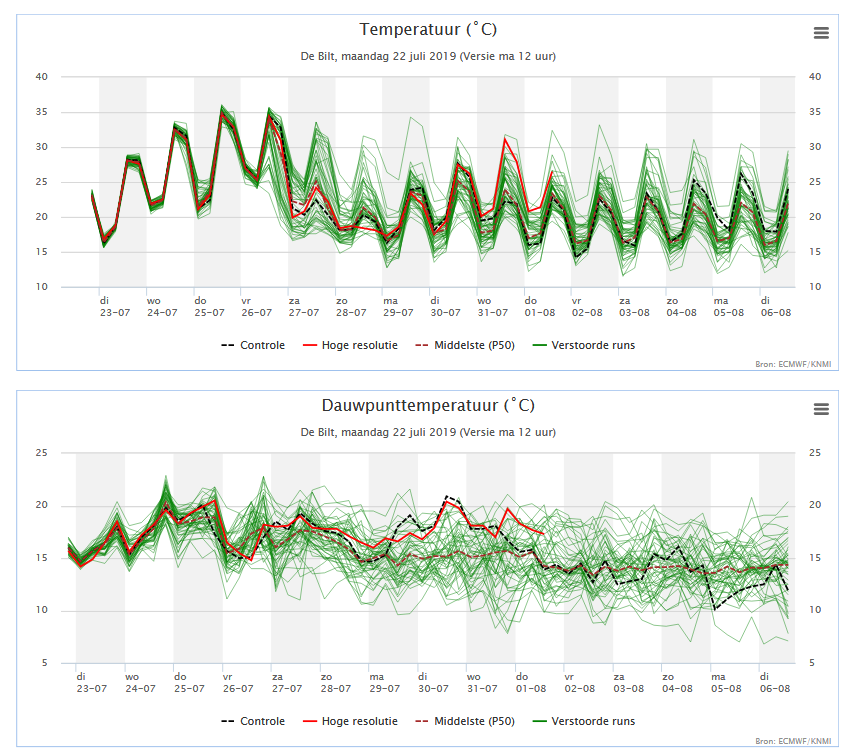 Temperatuur (°C)
De Bilt, maandag 22 juli 2019 (Versie ma 12 uur)
40 40
35 35
30 30
25 25
20 20
15 15
10 10
di wo do vr za zo ma di wo do vr za zo ma di
23-07 24-07 25-07 26-07 27-07 28-07 29-07 30-07 31-07 01-08 02-08 03-08 04-08 05-08 06-08
Controle Hoge resolutie Middelste (P50) Verstoorde runs
Bron: ECMWF/KNMI
Dauwpunttemperatuur (°C)
De Bilt, maandag 22 juli 2019 (Versie ma 12 uur)
25 25
20 20
15 15
10 10
5 5
di wo do vr za zo ma di wo do vr za zo ma di
23-07 24-07 25-07 26-07 27-07 28-07 29-07 30-07 31-07 01-08 02-08 03-08 04-08 05-08 06-08
Controle Hoge resolutie Middelste (P50) Verstoorde runs
Bron: ECMWF/KNMI